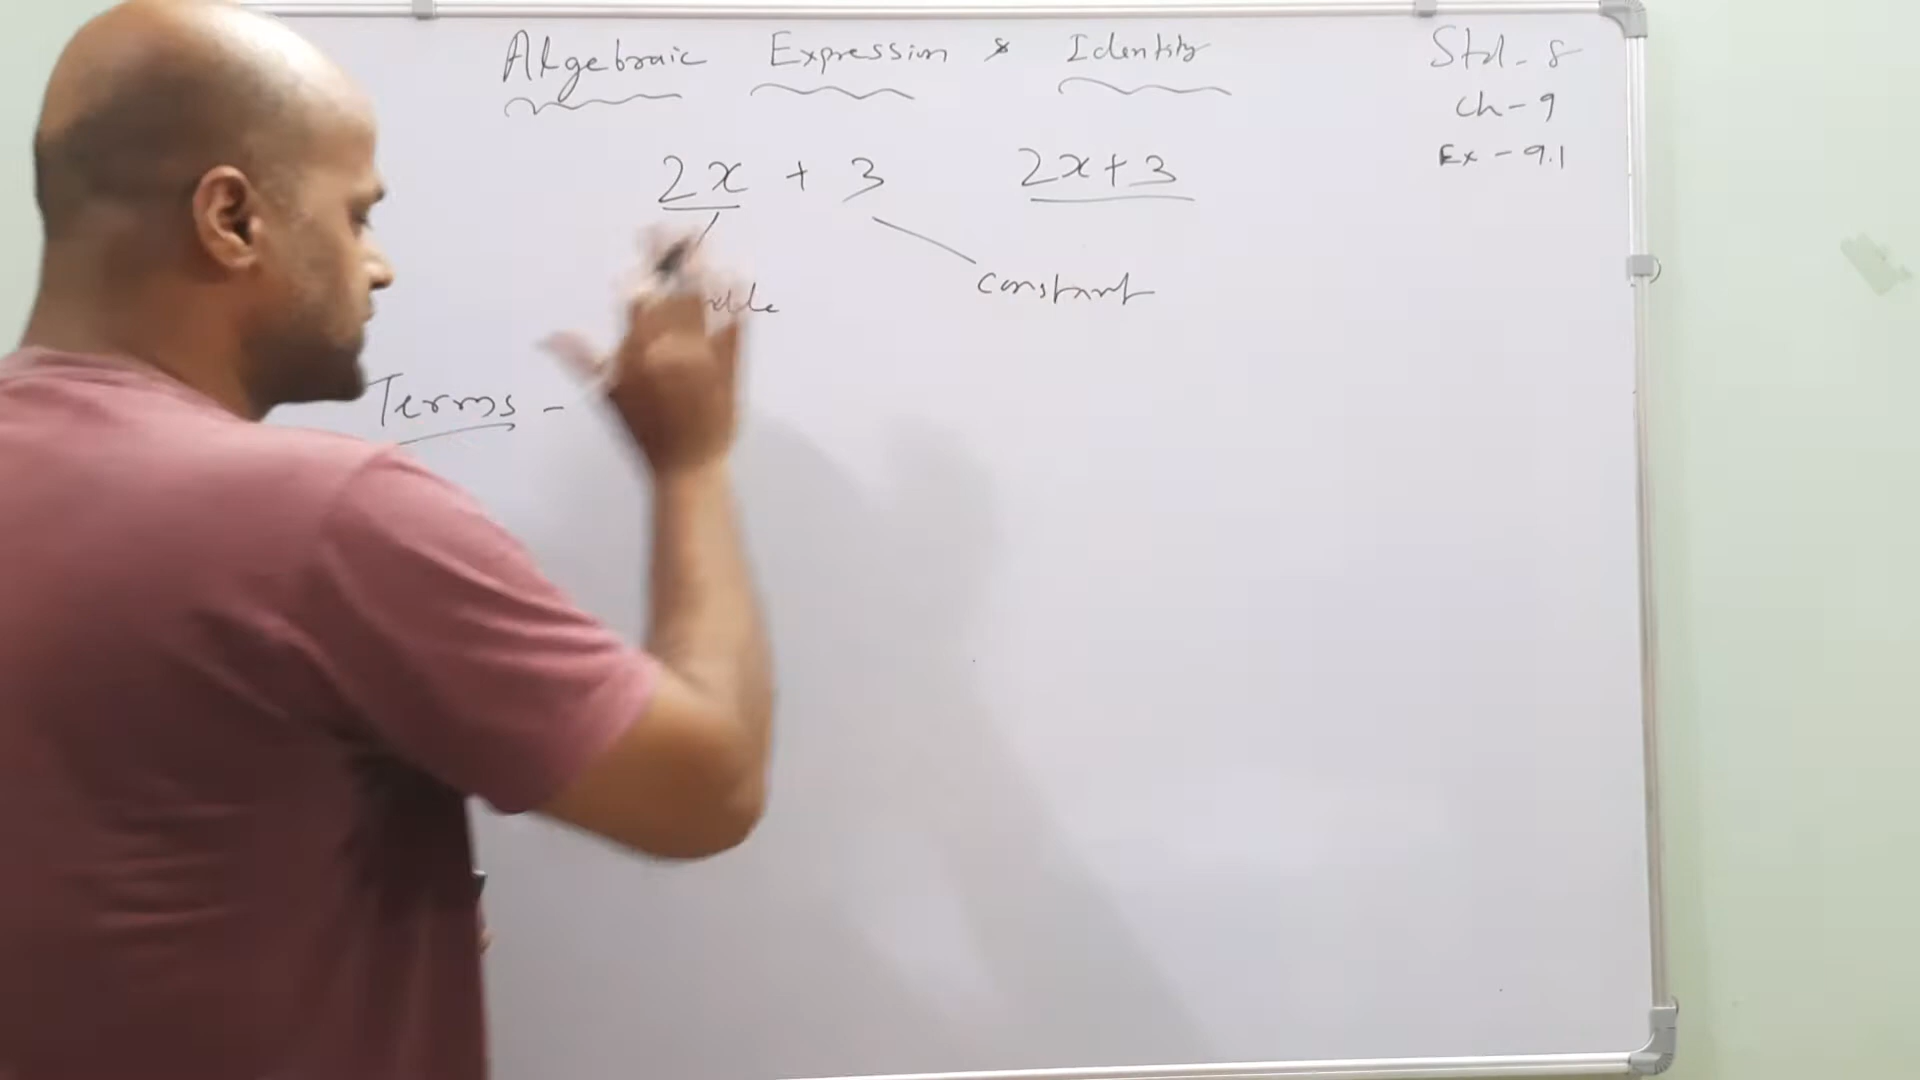 Algebraic Expression & Identity
Std - 8
Ch - 9
Ex - 9.1
2x + 3
2x+3
constant
Terms -